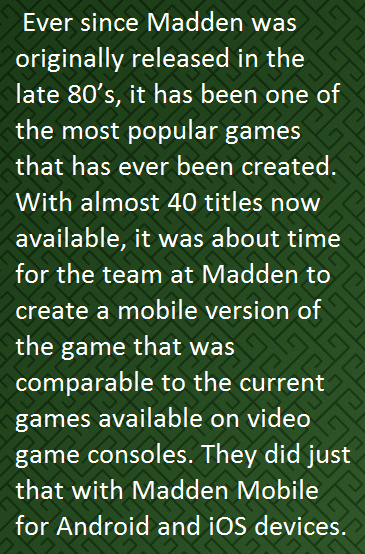 Ever since Madden was
originally released in the
late 80’s, it has been one of
the most popular games
that has ever been created.
With almost 40 titles now
available, it was about time
for the team at Madden to
create a mobile version of
the game that was
comparable to the current
games available on video
game consoles. They did just
that with Madden Mobile
for Android and iOS devices.